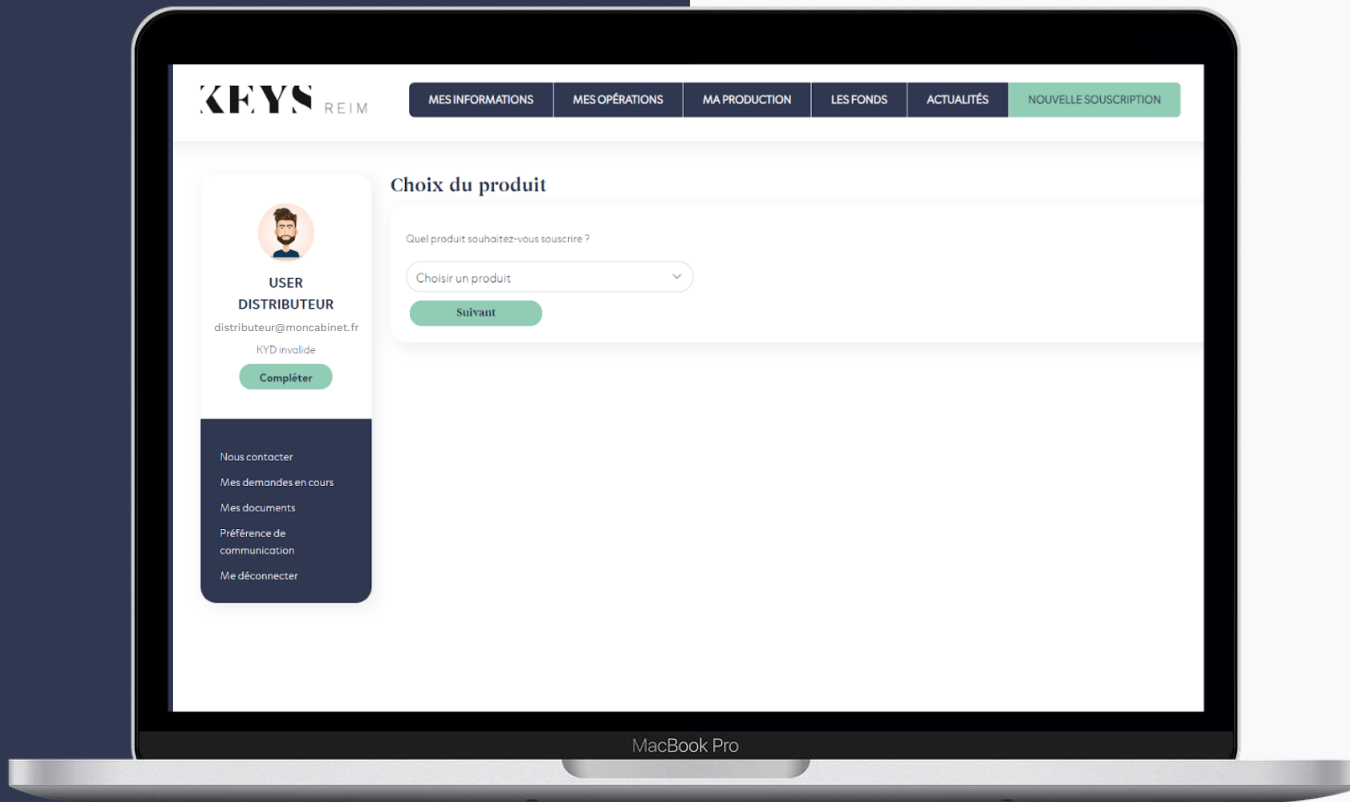 KEYS REIM
MES INFORMATIONS
MES OPÉRATIONS
MA PRODUCTION
LES FONDS
ACTUALITÉS
NOUVELLE SOUSCRIPTION
USER
DISTRIBUTEUR
distributeur@moncabinet.fr
KYD invalide
Compléter
Nous contacter
Mes demandes en cours
Mes documents
Préférence de
communication
Me déconnecter
Choix du produit
Quel produit souhaitez-vous souscrire ?
Choisir un produit
Suivant
MacBook Pro